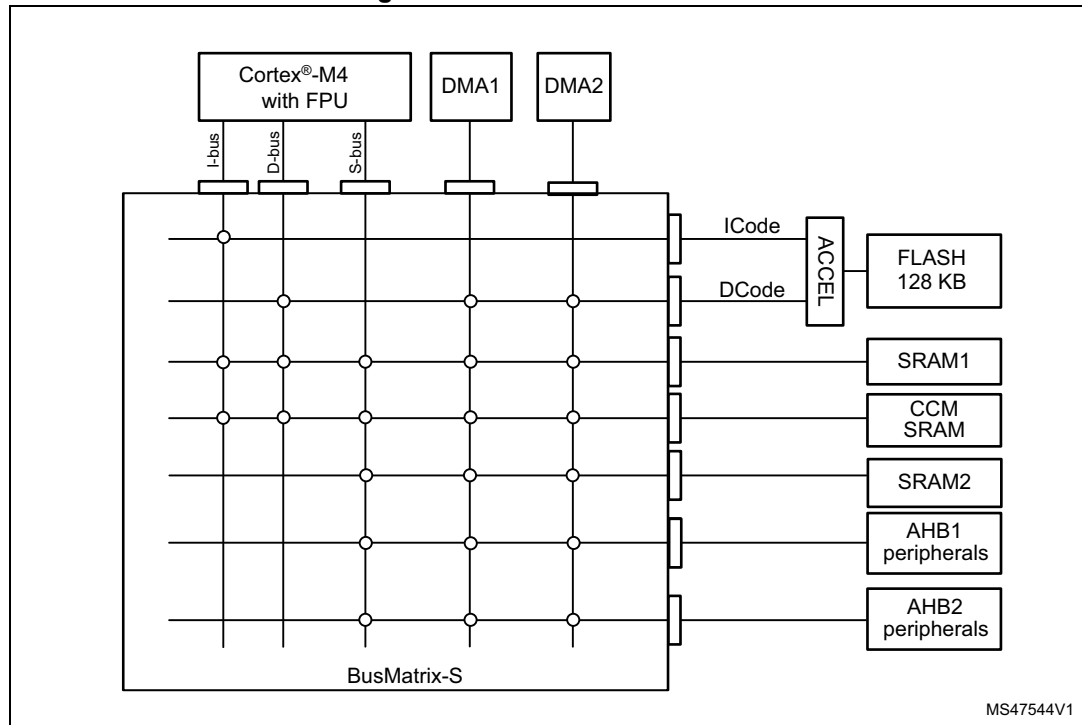 Cortex®-M4
with FPU
DMA1
DMA2
I-bus
D-bus
S-bus
ICode
DCode
ACCEL
FLASH
128 KB
SRAM1
CCM
SRAM
SRAM2
AHB1
peripherals
AHB2
peripherals
BusMatrix-S
MS47544V1